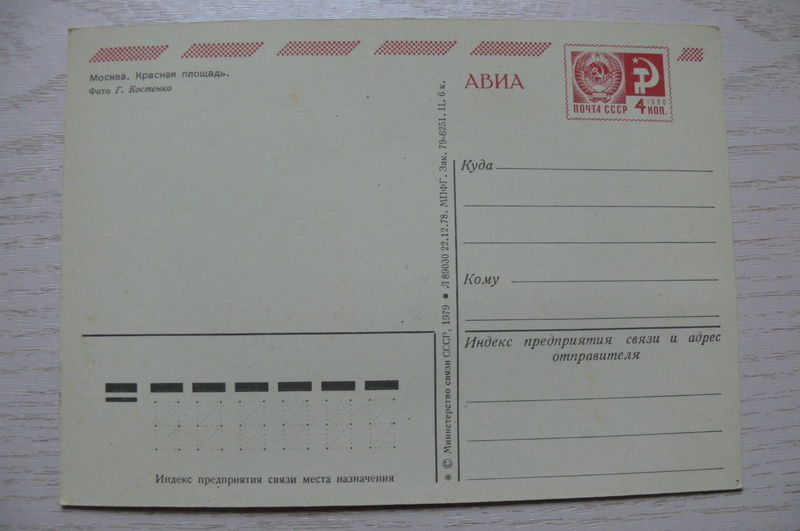 Москва. Красная площадь.
Фото Г. Костенко
АВИА
ПОЧТА СССР
1966
4 КОП.
Куда
Кому
Индекс предприятия связи и адрес
отправителя
* © Министерство связи СССР, 1979 ● Л 89030 22.12.78. МПФГ. Зак. 79-6251. Ц. 6 к.
Индекс предприятия связи места назначения